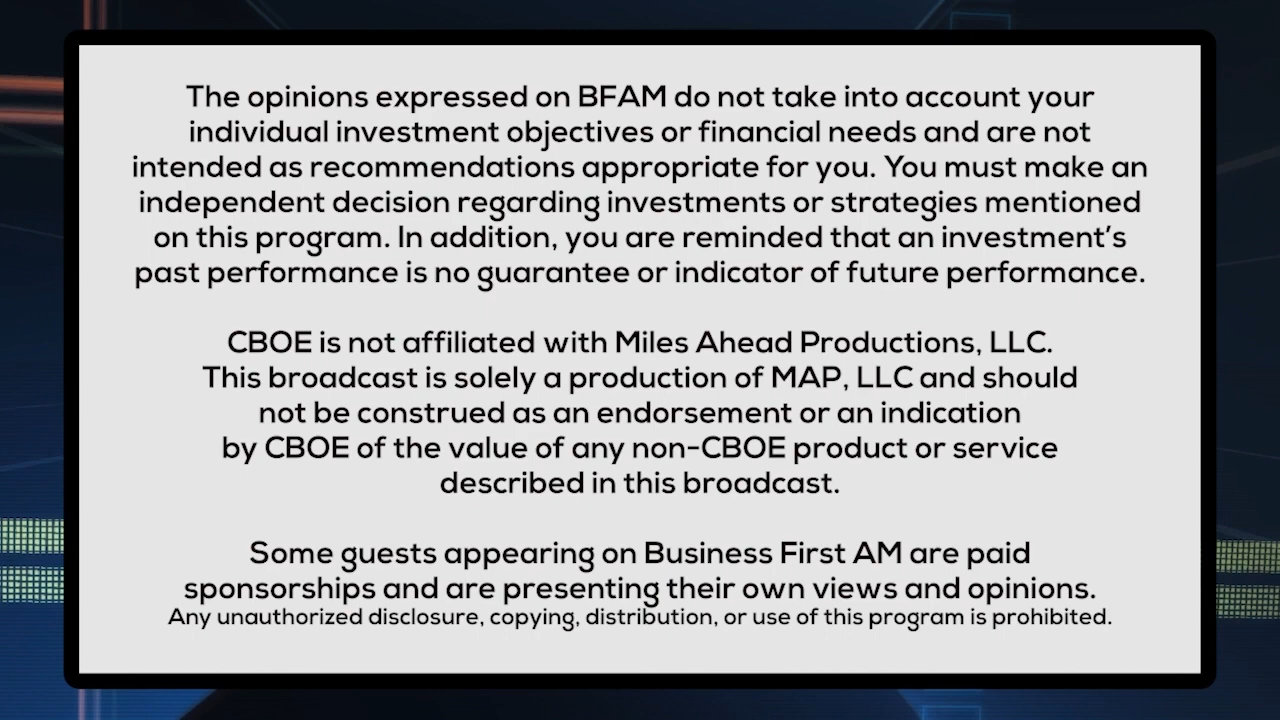 The opinions expressed on BFAM do not take into account your
individual investment objectives or financial needs and are not
intended as recommendations appropriate for you. You must make an
independent decision regarding investments or strategies mentioned
on this program. In addition, you are reminded that an investment's
past performance is no guarantee or indicator of future performance.
CBOE is not affiliated with Miles Ahead Productions, LLC.
This broadcast is solely a production of MAP, LLC and should
not be construed as an endorsement or an indication
by CBOE of the value of any non-CBOE product or service
described in this broadcast.
Some guests appearing on Business First AM are paid
sponsorships and are presenting their own views and opinions.
Any unauthorized disclosure, copying, distribution, or use of this program is prohibited.